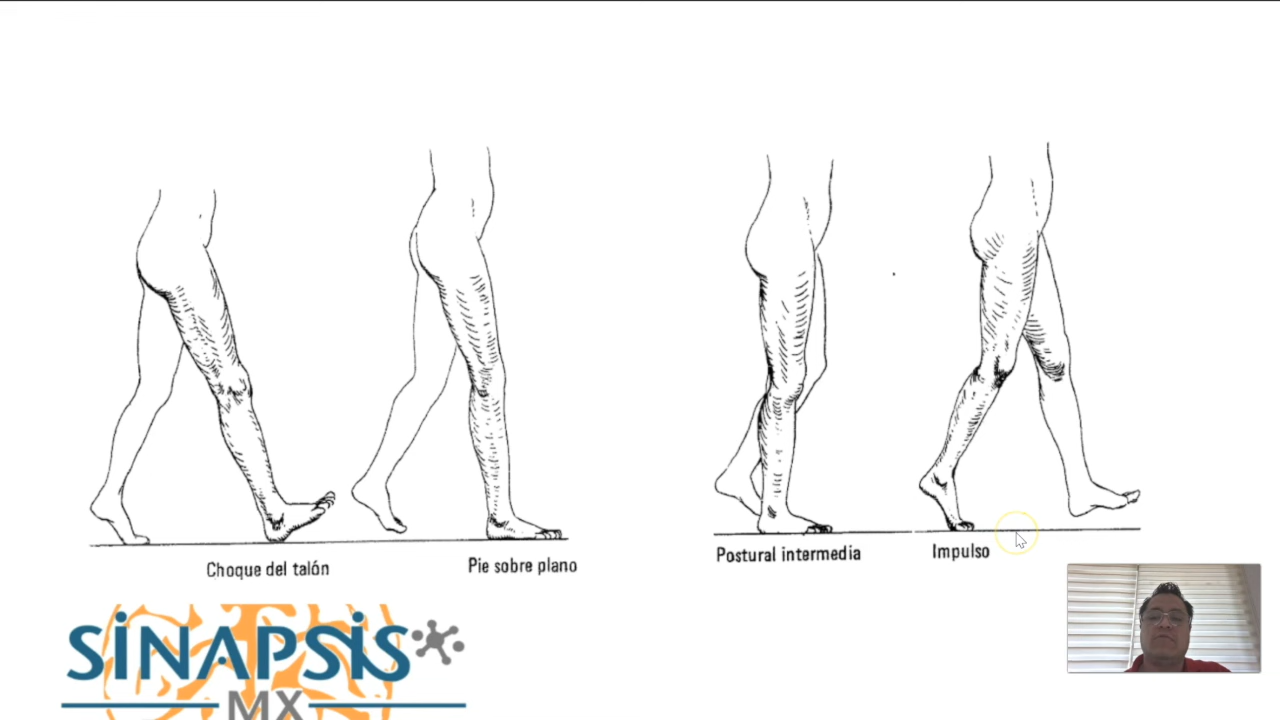 Choque del talón
Pie sobre plano
Postural intermedia
Impulso
SINAPSIS
MX